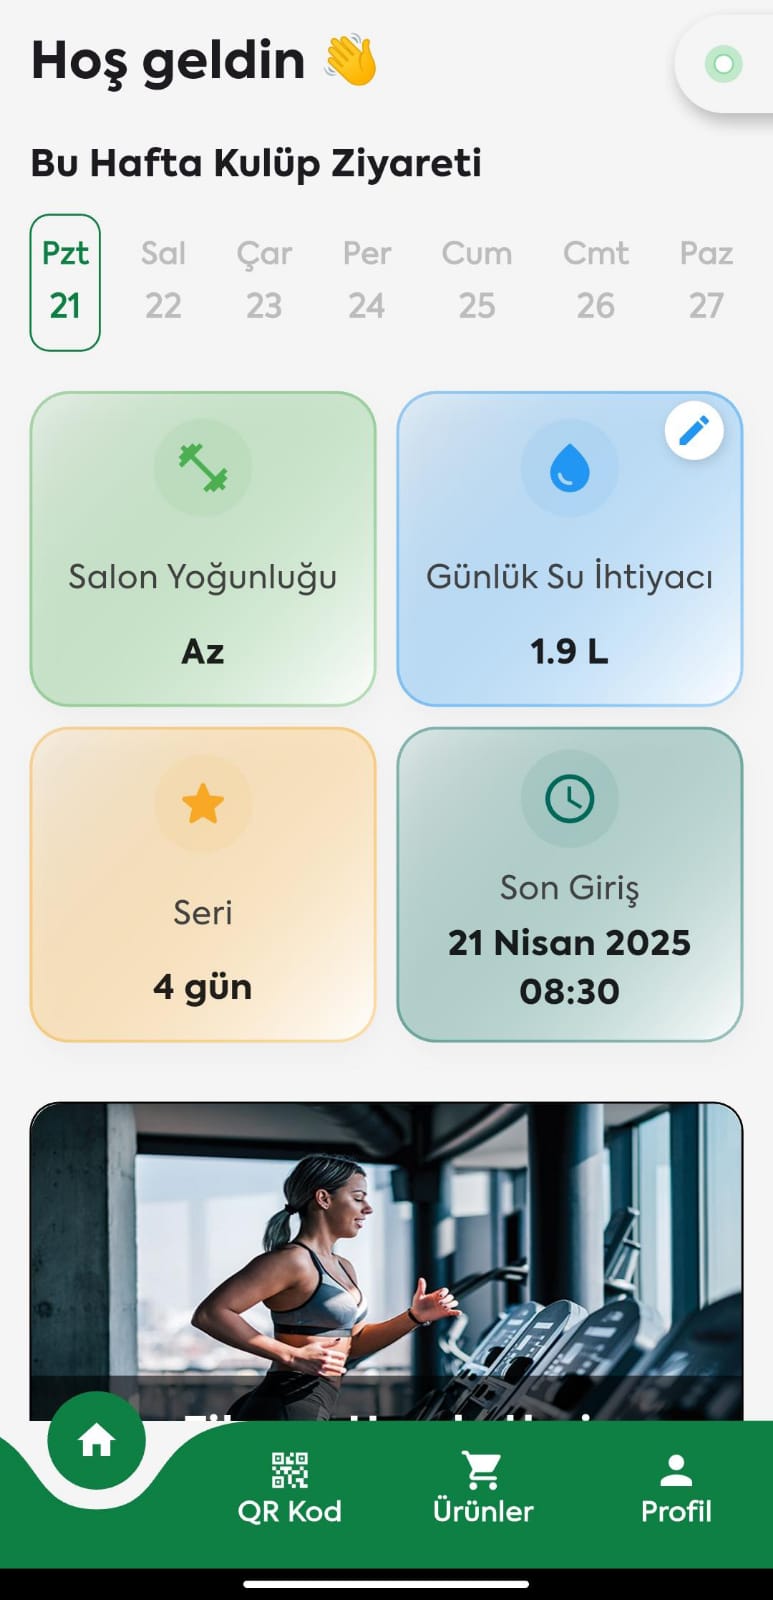 Hoş geldin 👋
Bu Hafta Kulüp Ziyareti
Pzt Sal Çar Per Cum Cmt Paz
21 22 23 24 25 26 27
Salon Yoğunluğu
Az
Günlük Su İhtiyacı
1.9 L
Seri
4 gün
Son Giriş
21 Nisan 2025
08:30
QR Kod
Ürünler
Profil